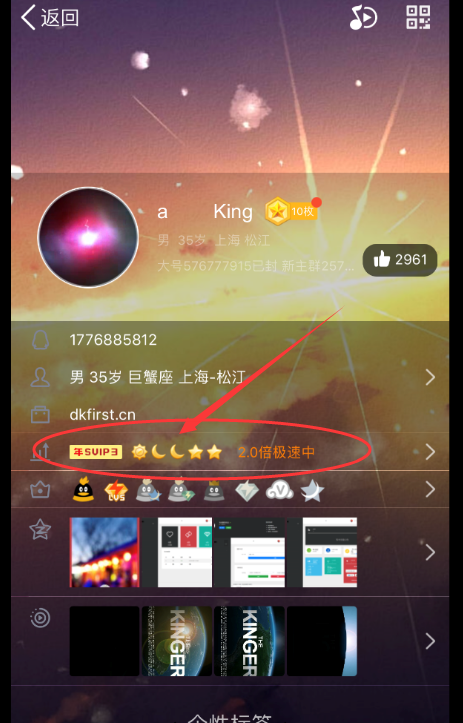 返回
a King 10枚
男 35岁 上海 松江
大号576777915已封 新主群257...
2961
1776885812
男 35岁 巨蟹座 上海-松江
dkfirst.cn
年SVIP3 2.0倍极速中
LV5
THE KINGER THE KINGER
个性标签